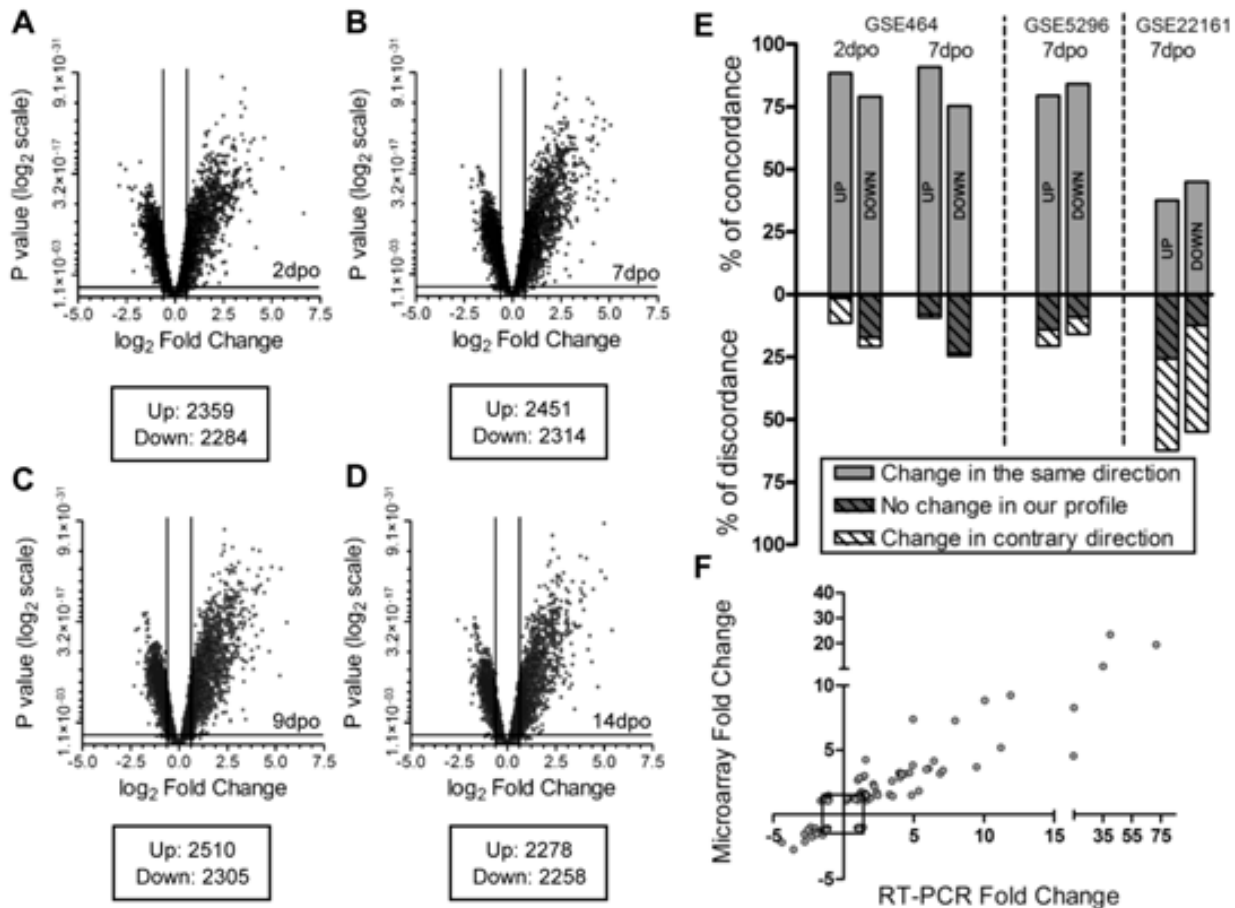 A
P value (log2 scale)
9.1×10-31
3.2×10-17
1.1×10-03
2dpo
-5.0 -2.5 0.0 2.5 5.0 7.5
log2 Fold Change
Up: 2359
Down: 2284
B
P value (log2 scale)
9.1×10-31
3.2×10-17
1.1×10-03
7dpo
-5.0 -2.5 0.0 2.5 5.0 7.5
log2 Fold Change
Up: 2451
Down: 2314
C
P value (log2 scale)
9.1×10-31
3.2×10-17
1.1×10-03
9dpo
-5.0 -2.5 0.0 2.5 5.0 7.5
log2 Fold Change
Up: 2510
Down: 2305
D
P value (log2 scale)
9.1×10-31
3.2×10-17
1.1×10-03
14dpo
-5.0 -2.5 0.0 2.5 5.0 7.5
log2 Fold Change
Up: 2278
Down: 2258
E
GSE464 GSE5296 GSE22161
2dpo 7dpo 7dpo 7dpo
% of concordance
% of discordance
100
75
50
25
0
25
50
75
100
UP DOWN UP DOWN UP DOWN UP DOWN
Change in the same direction
No change in our profile
Change in contrary direction
F
Microarray Fold Change
40
30
20
10
5
-5
-5 5 10 15 35 55 75
RT-PCR Fold Change